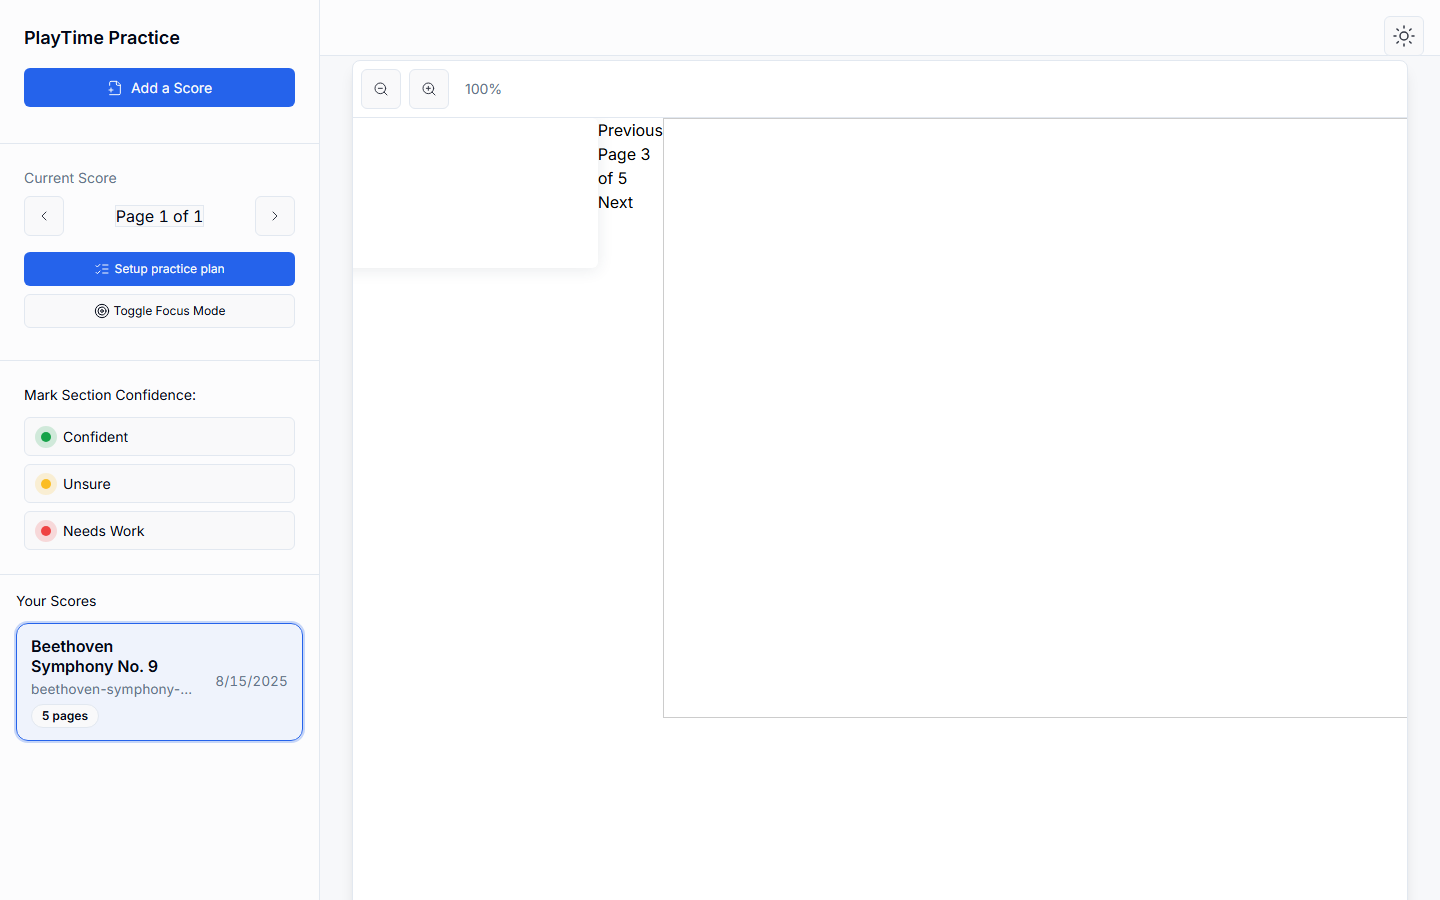 PlayTime Practice
Add a Score
Current Score
Page 1 of 1
Setup practice plan
Toggle Focus Mode
Mark Section Confidence:
Confident
Unsure
Needs Work
Your Scores
Beethoven
Symphony No. 9
beethoven-symphony-...
8/15/2025
5 pages
100%
Previous
Page 3
of 5
Next